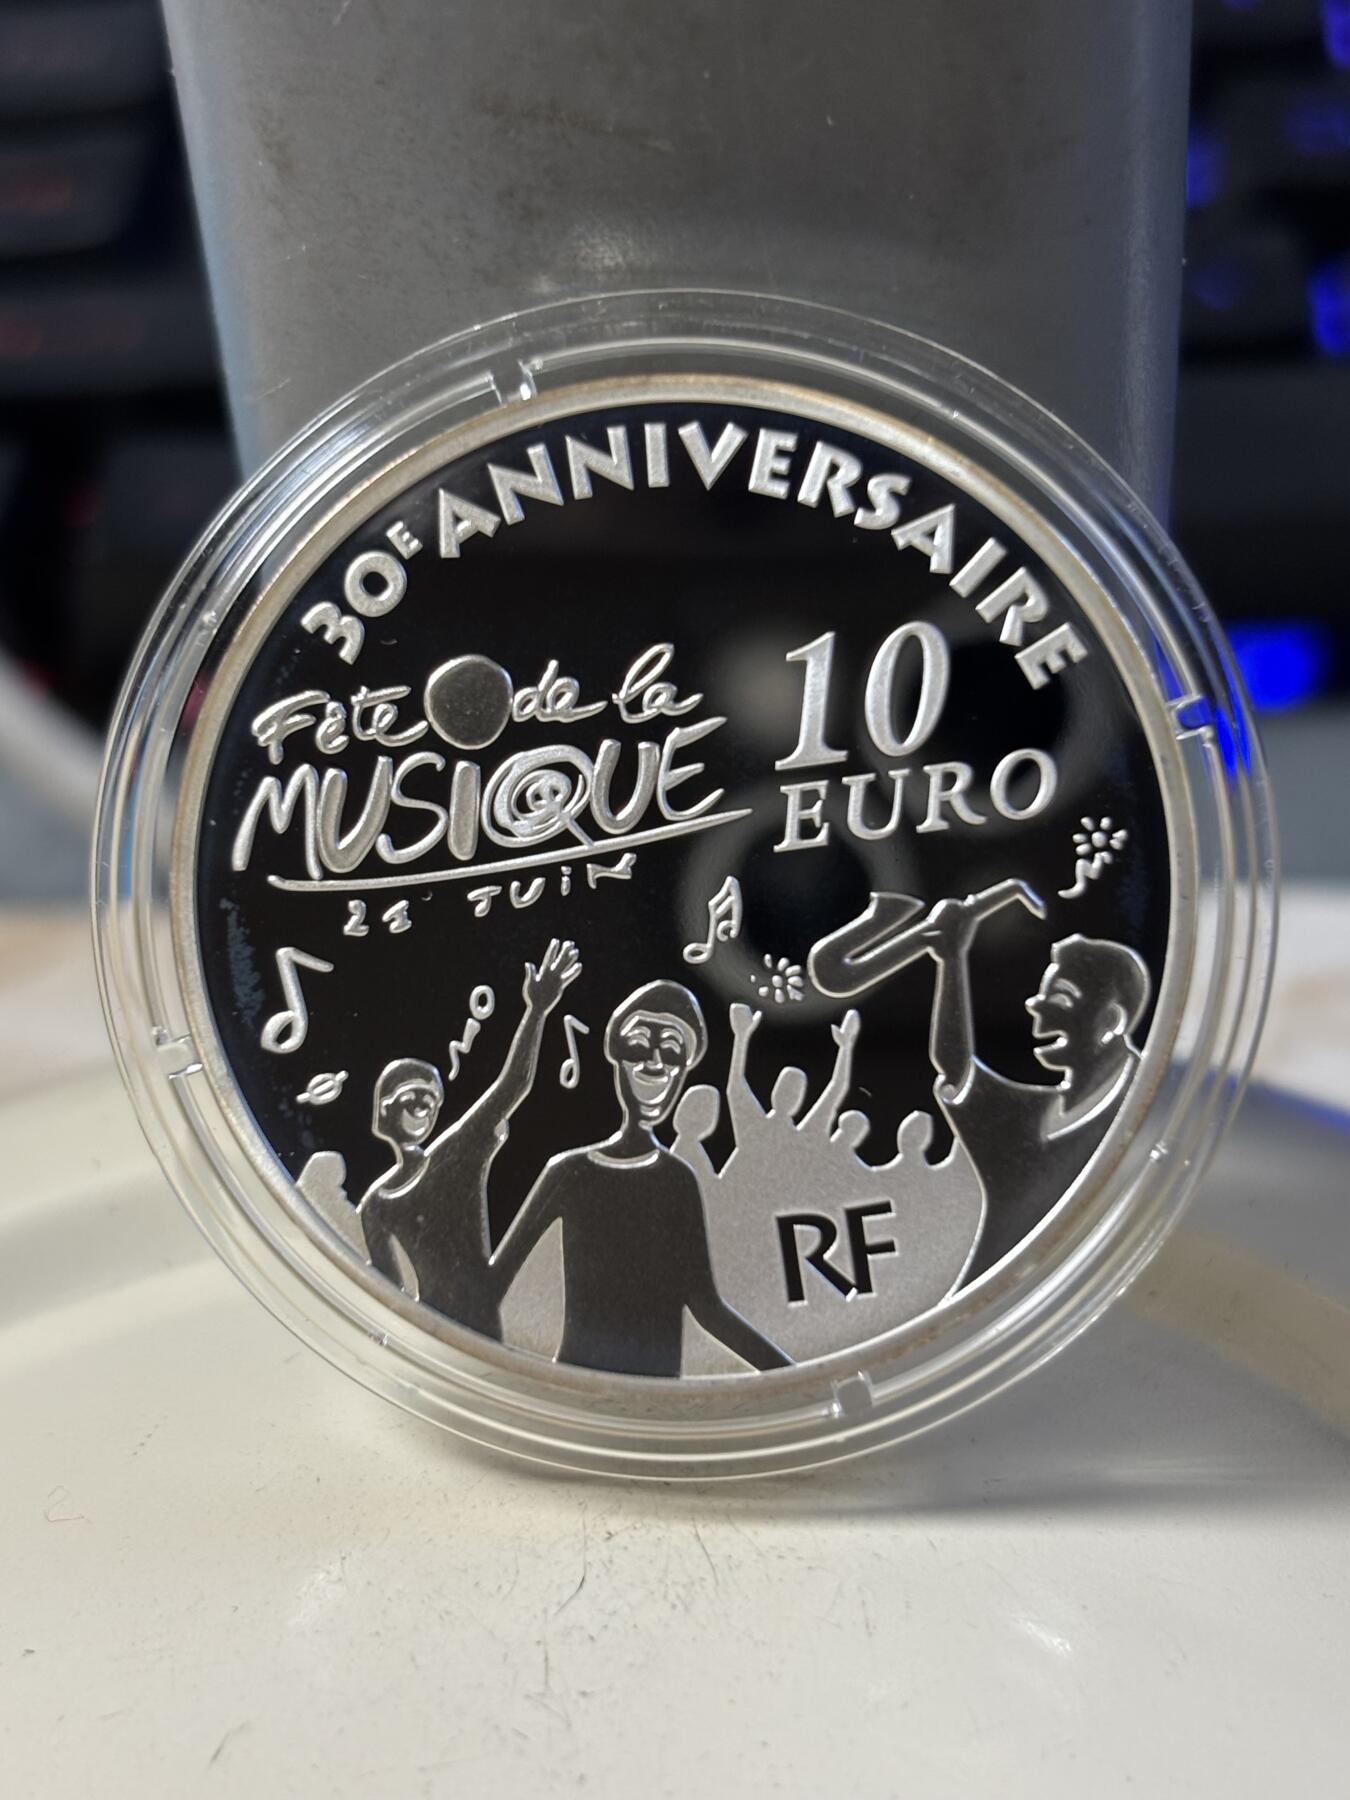 30E ANNIVERSAIRE
Fête de la
MUSIQUE
21 JUIN
10
EURO
RF